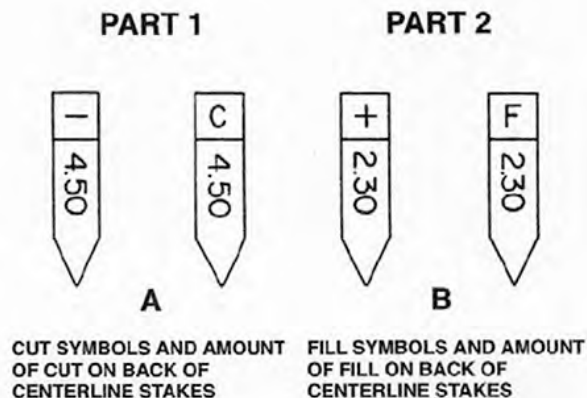 PART 1
PART 2
—
4.50
C
4.50
+
2.30
F
2.30
A
B
CUT SYMBOLS AND AMOUNT
OF CUT ON BACK OF
CENTERLINE STAKES
FILL SYMBOLS AND AMOUNT
OF FILL ON BACK OF
CENTERLINE STAKES